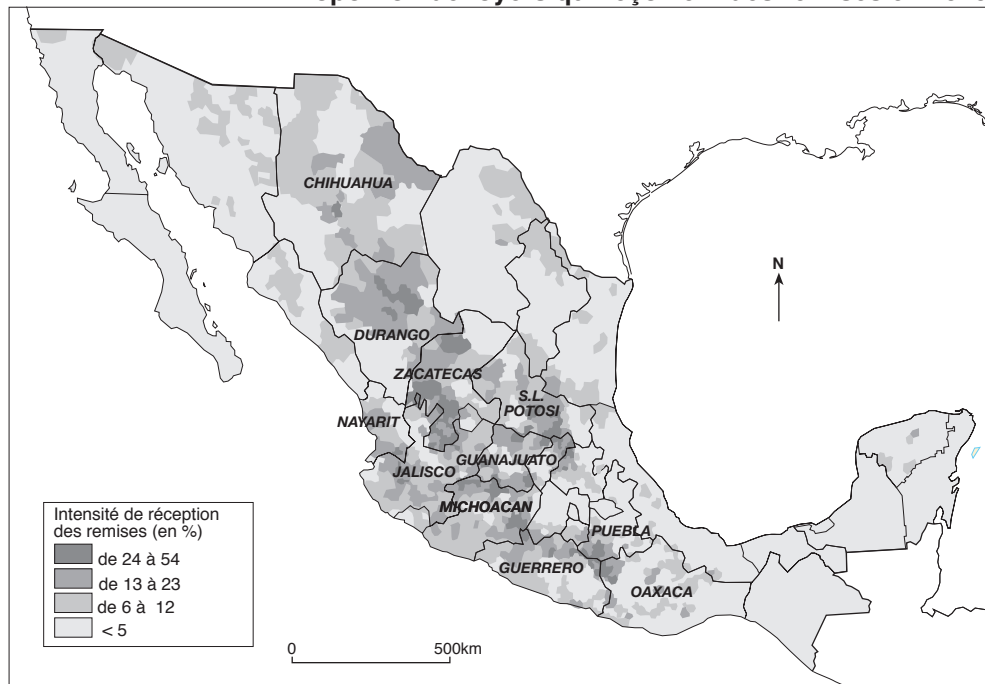 CHIHUAHUA
N
DURANGO
ZACATECAS
S.L.
POTOSI
NAYARIT
GUANAJUATO
JALISCO
MICHOACAN
PUEBLA
GUERRERO
OAXACA
Intensité de réception
des remises (en %)
de 24 à 54
de 13 à 23
de 6 à 12
< 5
0 500km